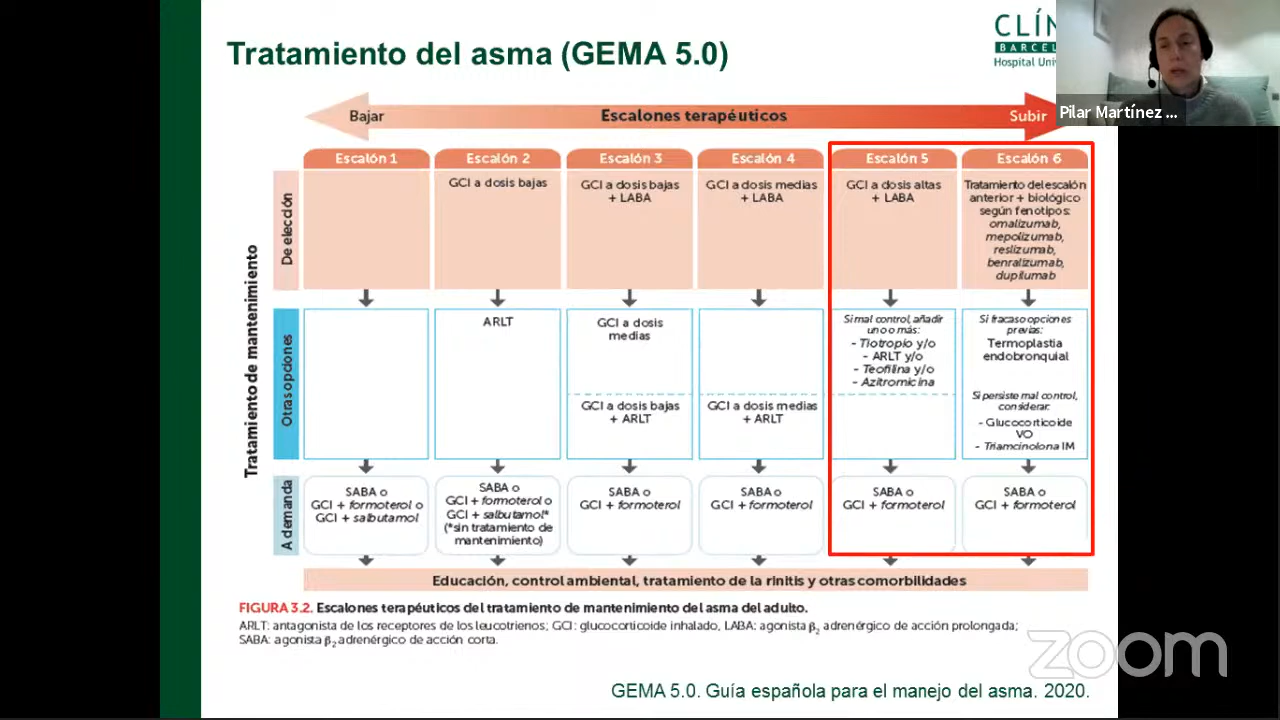 Tratamiento del asma (GEMA 5.0)
CLÍN
BARCEL
Hospital Univ
Pilar Martínez ...
Bajar
Escalones terapéuticos
Subir
Escalón 1
Escalón 2
Escalón 3
Escalón 4
Escalón 5
Escalón 6
Tratamiento de mantenimiento
De elección
GCI a dosis bajas
GCI a dosis bajas
+ LABA
GCI a dosis medias
+ LABA
GCI a dosis altas
+ LABA
Tratamiento del escalón
anterior + biológico
según fenotipos:
omalizumab,
mepolizumab,
reslizumab,
benralizumab,
dupilumab
Otras opciones
ARLT
GCI a dosis
medias
GCI a dosis bajas
+ ARLT
GCI a dosis medias
+ ARLT
Si mal control, añadir
uno o más:
- Tiotropio y/o
- ARLT y/o
- Teofilina y/o
- Azitromicina
Si fracaso opciones
previas:
Termoplastia
endobronquial
Si persiste mal control,
considerar:
- Glucocorticoide
VO
- Triamcinolona IM
A demanda
SABA o
GCI + formoterol o
GCI + salbutamol
SABA o
GCI + formoterol o
GCI + salbutamol*
(*sin tratamiento de
mantenimiento)
SABA o
GCI + formoterol
SABA o
GCI + formoterol
SABA o
GCI + formoterol
SABA o
GCI + formoterol
Educación, control ambiental, tratamiento de la rinitis y otras comorbilidades
FIGURA 3.2. Escalones terapéuticos del tratamiento de mantenimiento del asma del adulto.
ARLT: antagonista de los receptores de los leucotrienos; GCI: glucocorticoide inhalado, LABA: agonista β2 adrenérgico de acción prolongada;
SABA: agonista β2 adrenérgico de acción corta.
zoom
GEMA 5.0. Guía española para el manejo del asma. 2020.